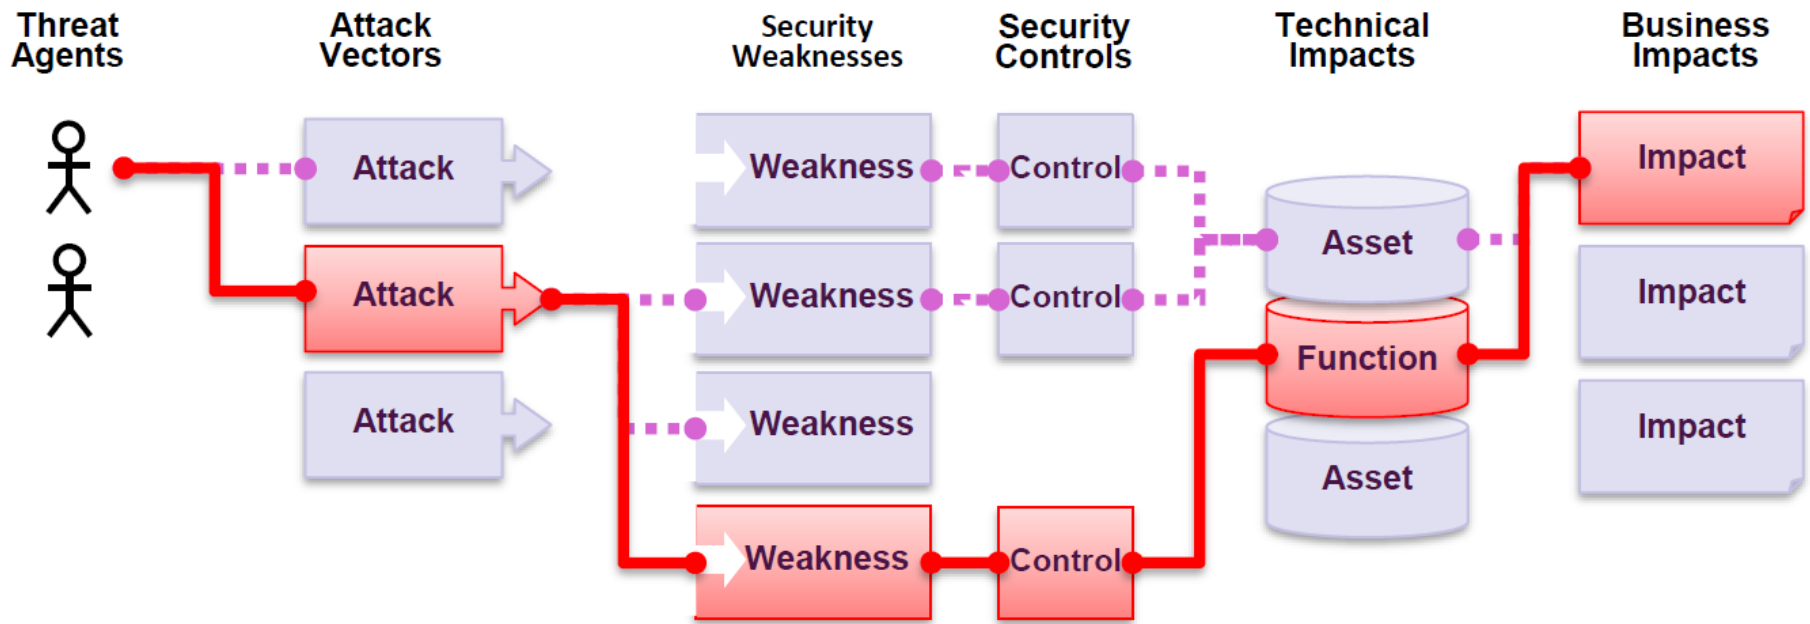 Threat
Agents
Attack
Vectors
Security
Weaknesses
Security
Controls
Technical
Impacts
Business
Impacts
Attack
Attack
Attack
Weakness
Weakness
Weakness
Weakness
Control
Control
Control
Asset
Function
Asset
Impact
Impact
Impact